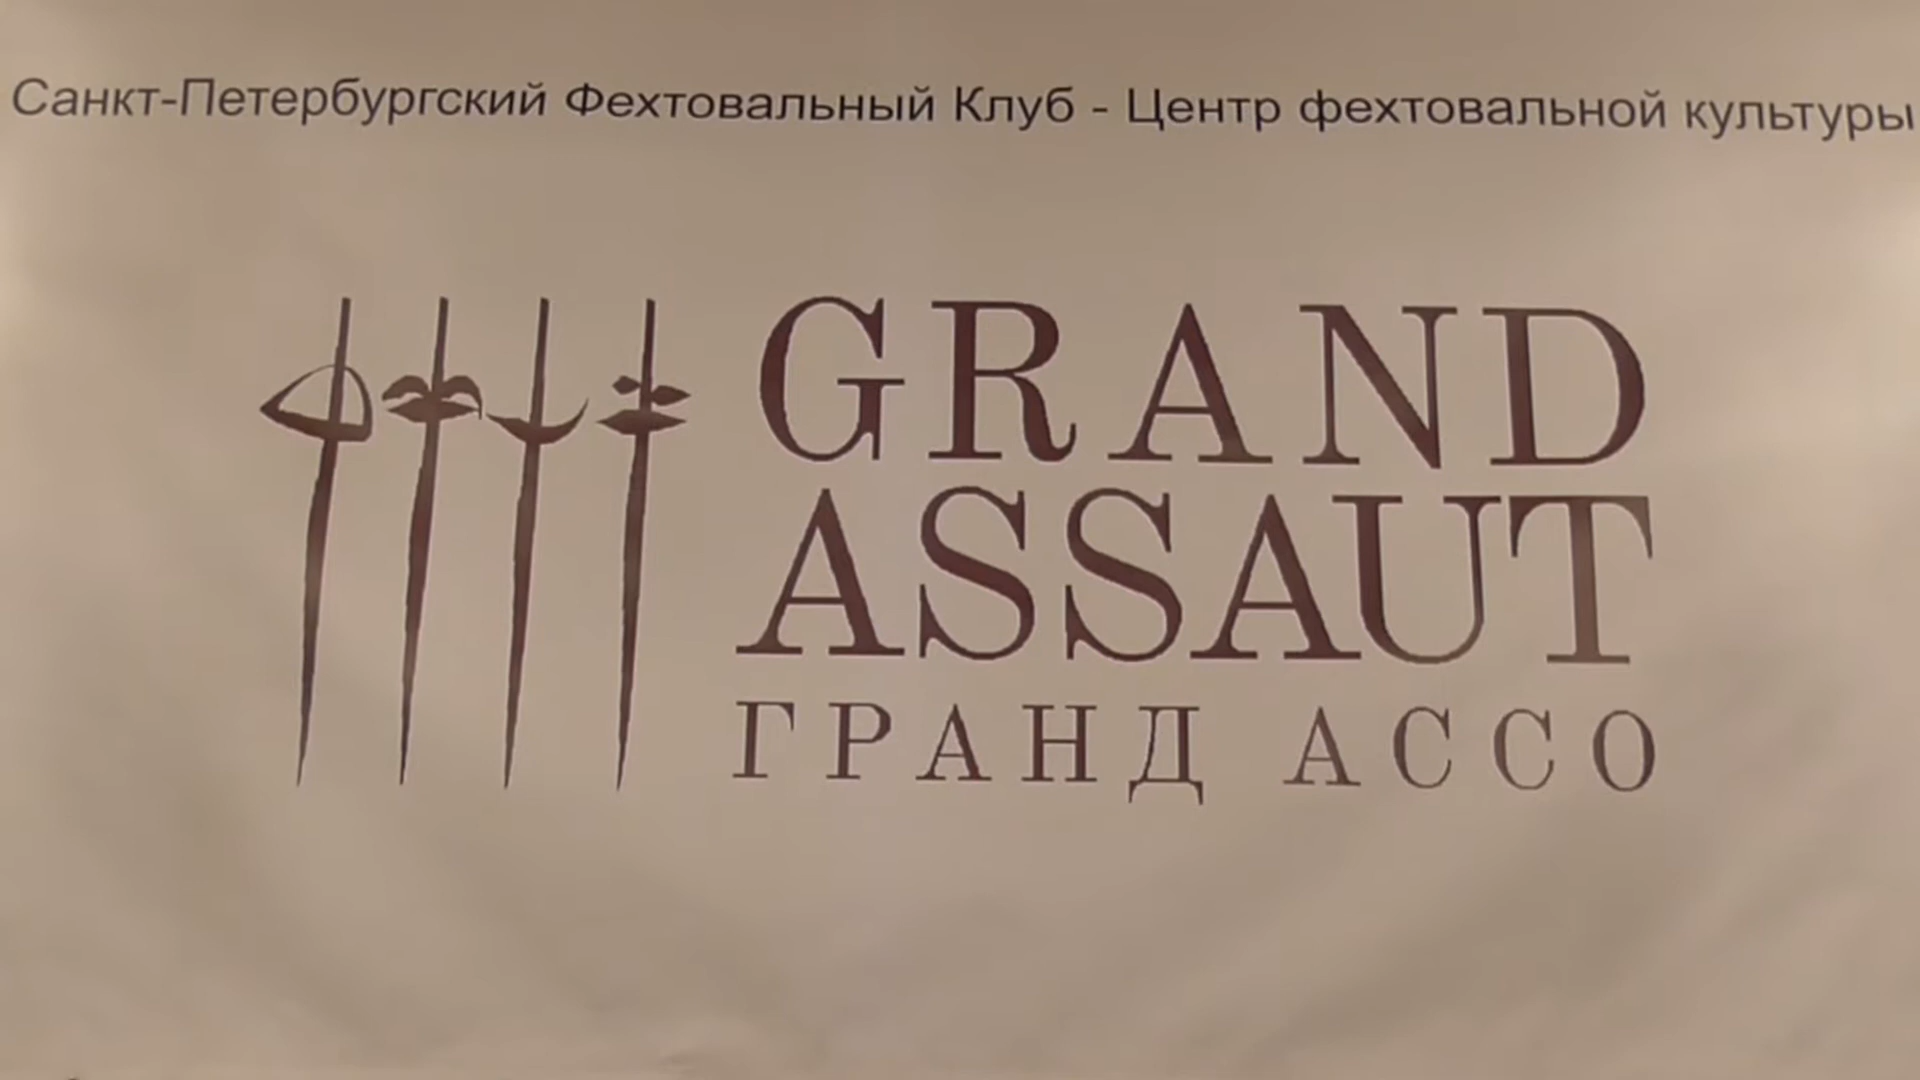 Санкт-Петербургский Фехтовальный Клуб - Центр фехтовальной культуры
GRAND
ASSAUT
ГРАНД АССО